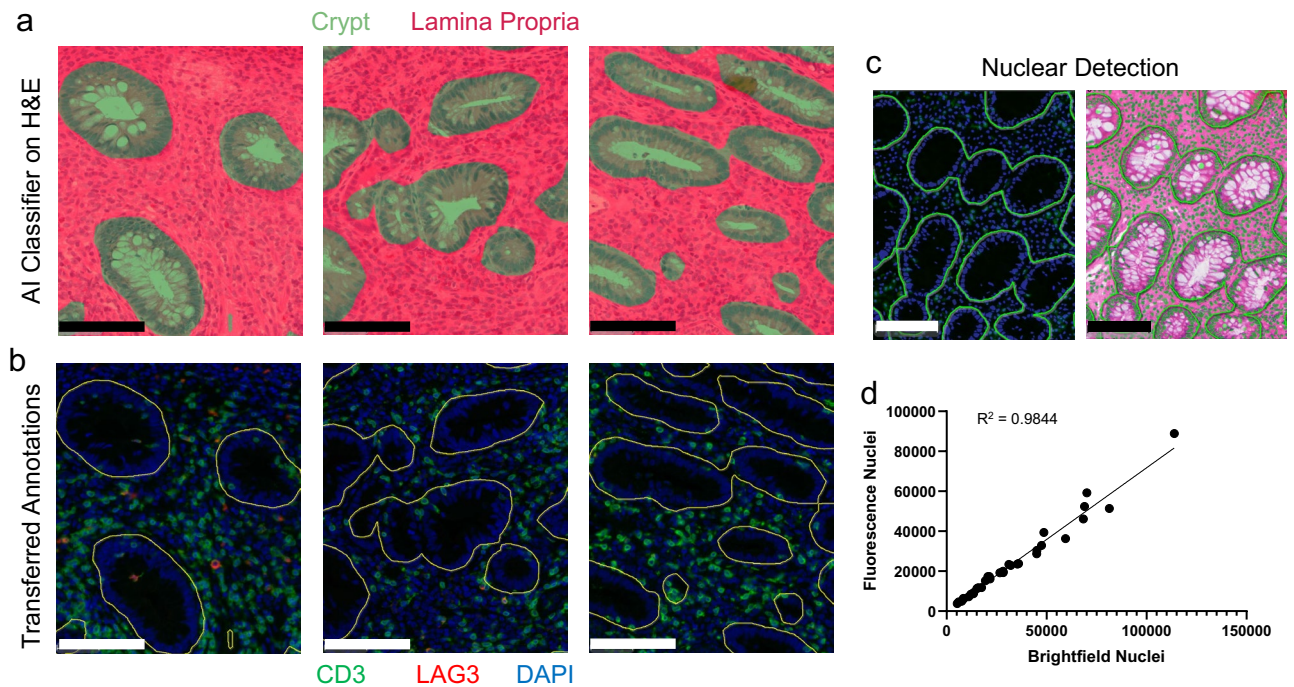 a
Crypt Lamina Propria
AI Classifier on H&E
b
Transferred Annotations
CD3 LAG3 DAPI
c
Nuclear Detection
d
R² = 0.9844
100000
80000
60000
40000
20000
0
Fluorescence Nuclei
0 50000 100000 150000
Brightfield Nuclei